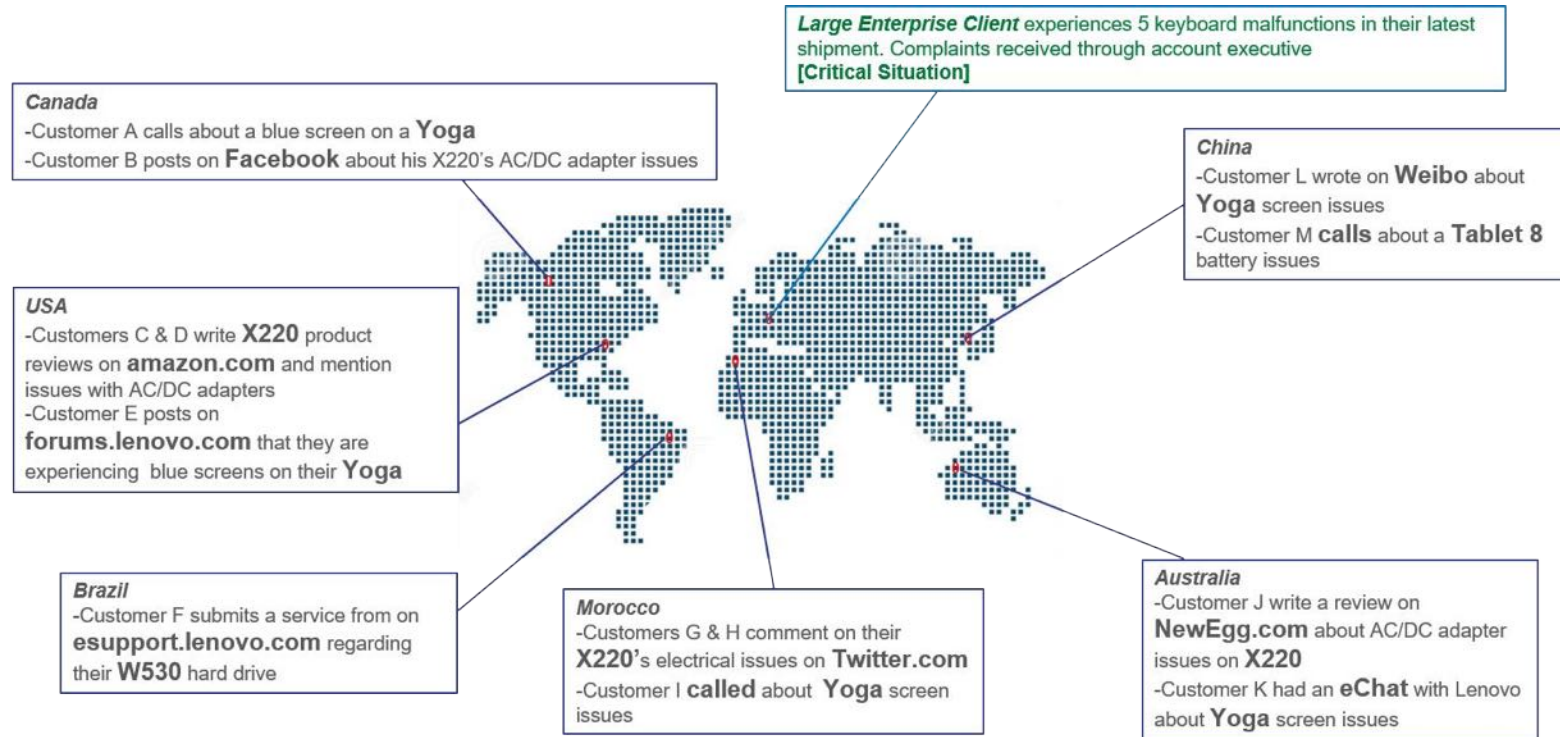 Large Enterprise Client experiences 5 keyboard malfunctions in their latest
shipment. Complaints received through account executive
[Critical Situation]
Canada
-Customer A calls about a blue screen on a Yoga
-Customer B posts on Facebook about his X220's AC/DC adapter issues
China
-Customer L wrote on Weibo about
Yoga screen issues
-Customer M calls about a Tablet 8
battery issues
USA
-Customers C & D write X220 product
reviews on amazon.com and mention
issues with AC/DC adapters
-Customer E posts on
forums.lenovo.com that they are
experiencing blue screens on their Yoga
Brazil
-Customer F submits a service from on
esupport.lenovo.com regarding
their W530 hard drive
Morocco
-Customers G & H comment on their
X220's electrical issues on Twitter.com
-Customer I called about Yoga screen
issues
Australia
-Customer J write a review on
NewEgg.com about AC/DC adapter
issues on X220
-Customer K had an eChat with Lenovo
about Yoga screen issues